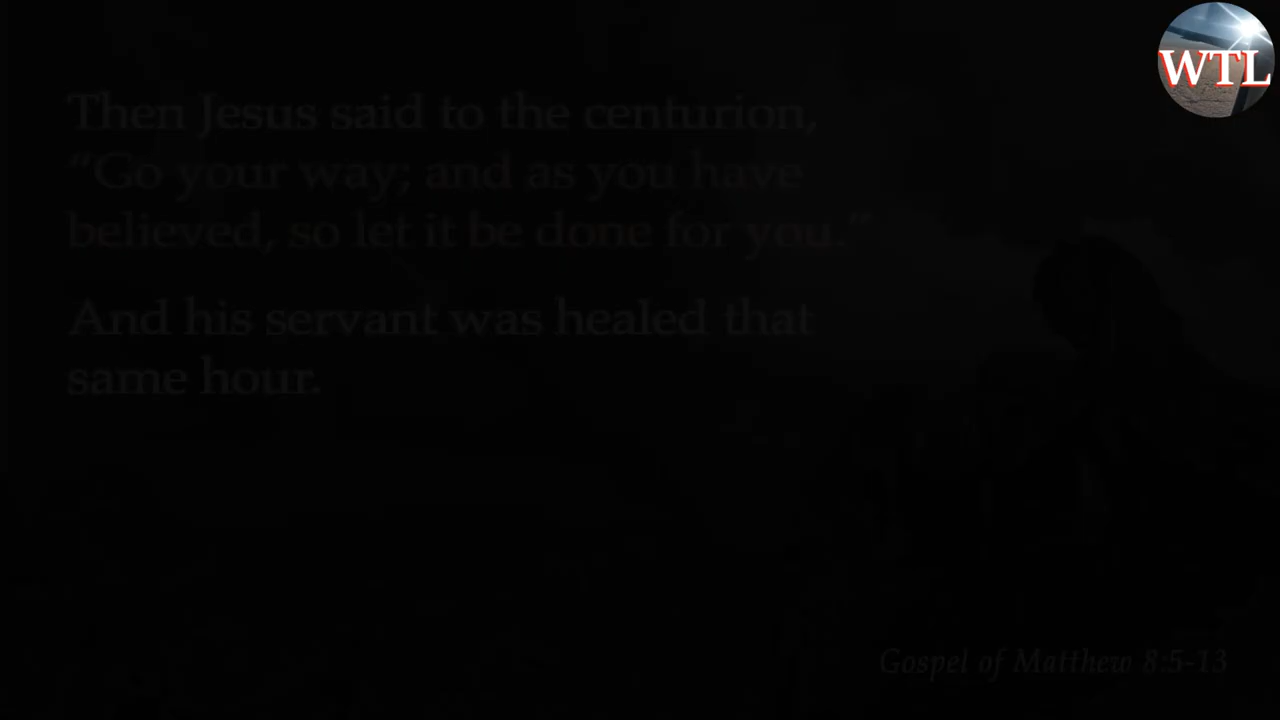 WTL
Then Jesus said to the centurion,
“Go your way; and as you have
believed, so let it be done for you.”
And his servant was healed that
same hour.
Gospel of Matthew 8:5-13